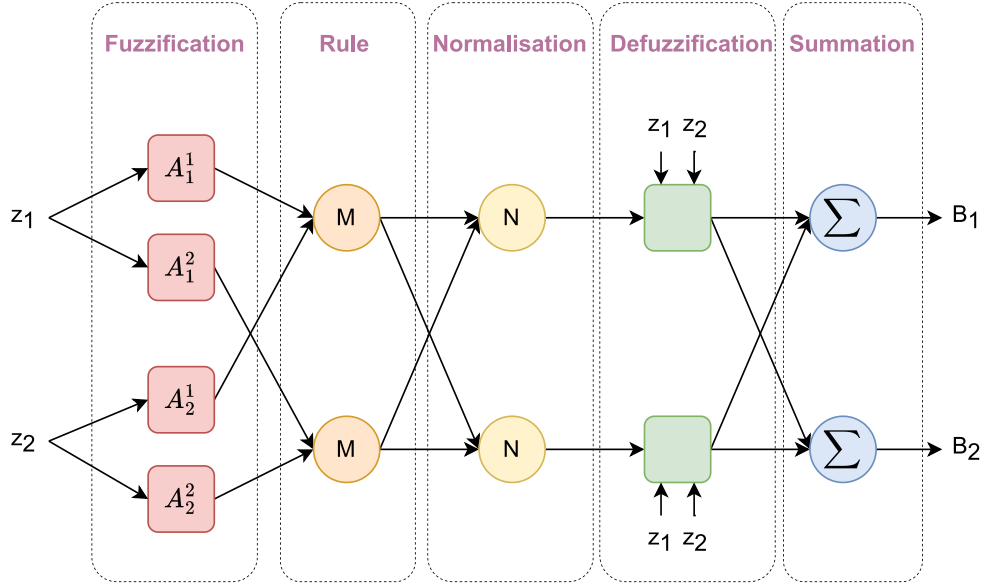 Fuzzification Rule Normalisation Defuzzification Summation
z₁ z₂
A₁¹
z₁ M N ∑ B₁
A₁²
A₂¹
z₂ M N ∑ B₂
A₂²
z₁ z₂